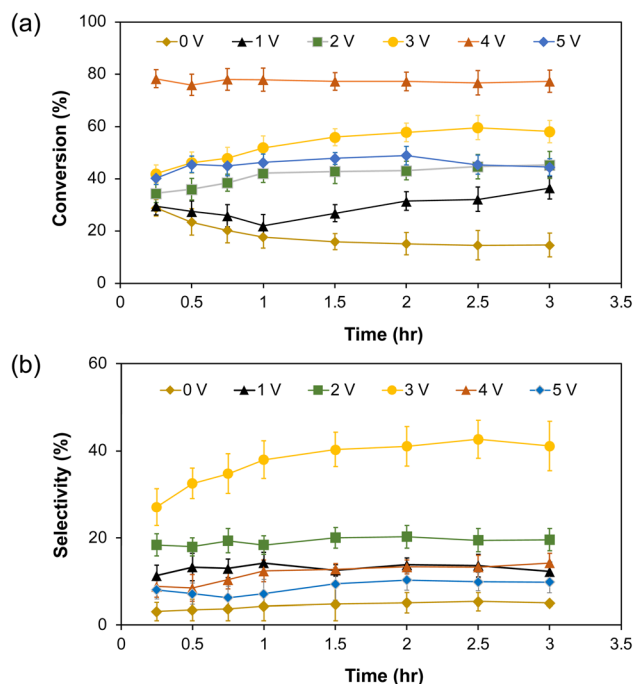 (a)
100
80
60
40
20
0
Conversion (%)
0 V 1 V 2 V 3 V 4 V 5 V
0 0.5 1 1.5 2 2.5 3 3.5
Time (hr)
(b)
60
40
20
0
Selectivity (%)
0 V 1 V 2 V 3 V 4 V 5 V
0 0.5 1 1.5 2 2.5 3 3.5
Time (hr)